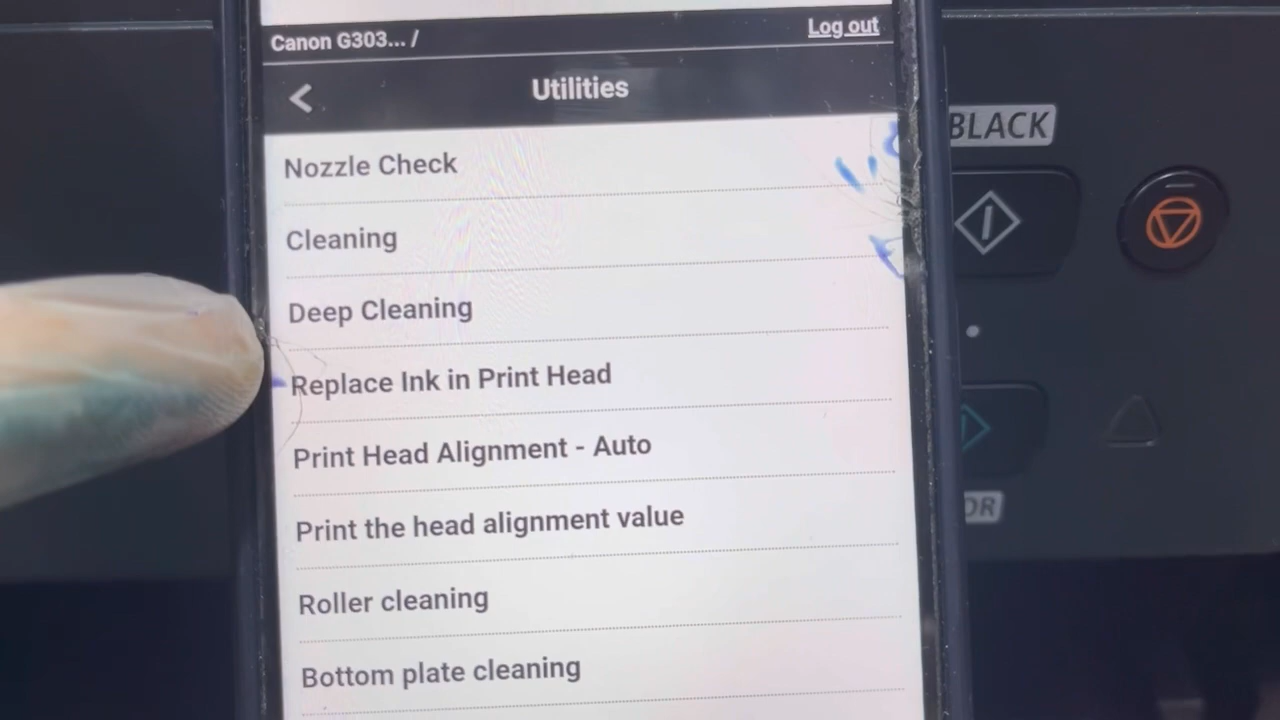 Canon G303... /
Log out
Utilities
Nozzle Check
Cleaning
Deep Cleaning
Replace Ink in Print Head
Print Head Alignment - Auto
Print the head alignment value
Roller cleaning
Bottom plate cleaning
BLACK
OR